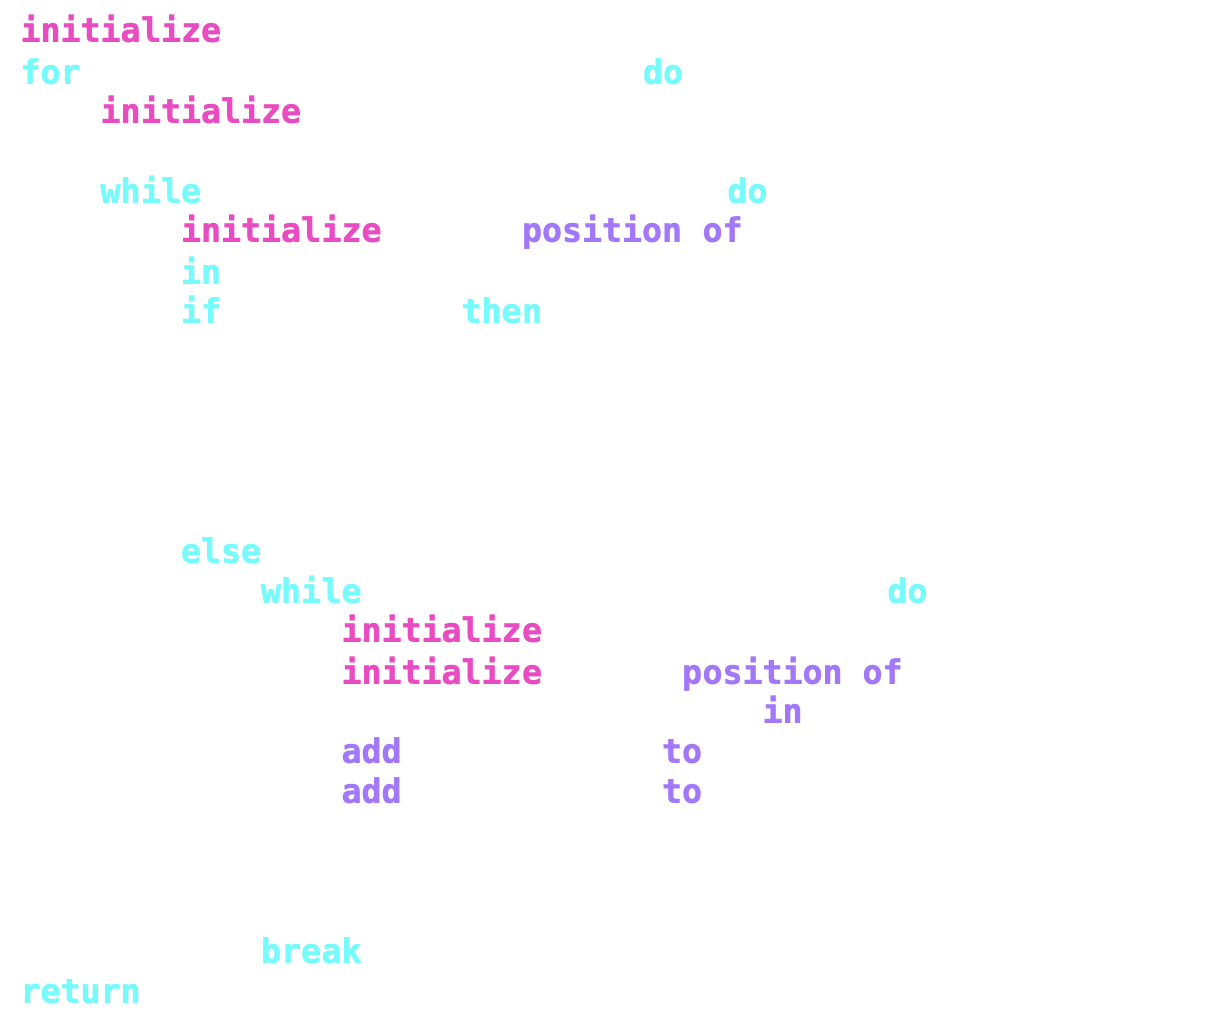 initialize
for do
initialize
while do
initialize position of
in
if then
else
while do
initialize
initialize position of
in
add to
add to
break
return